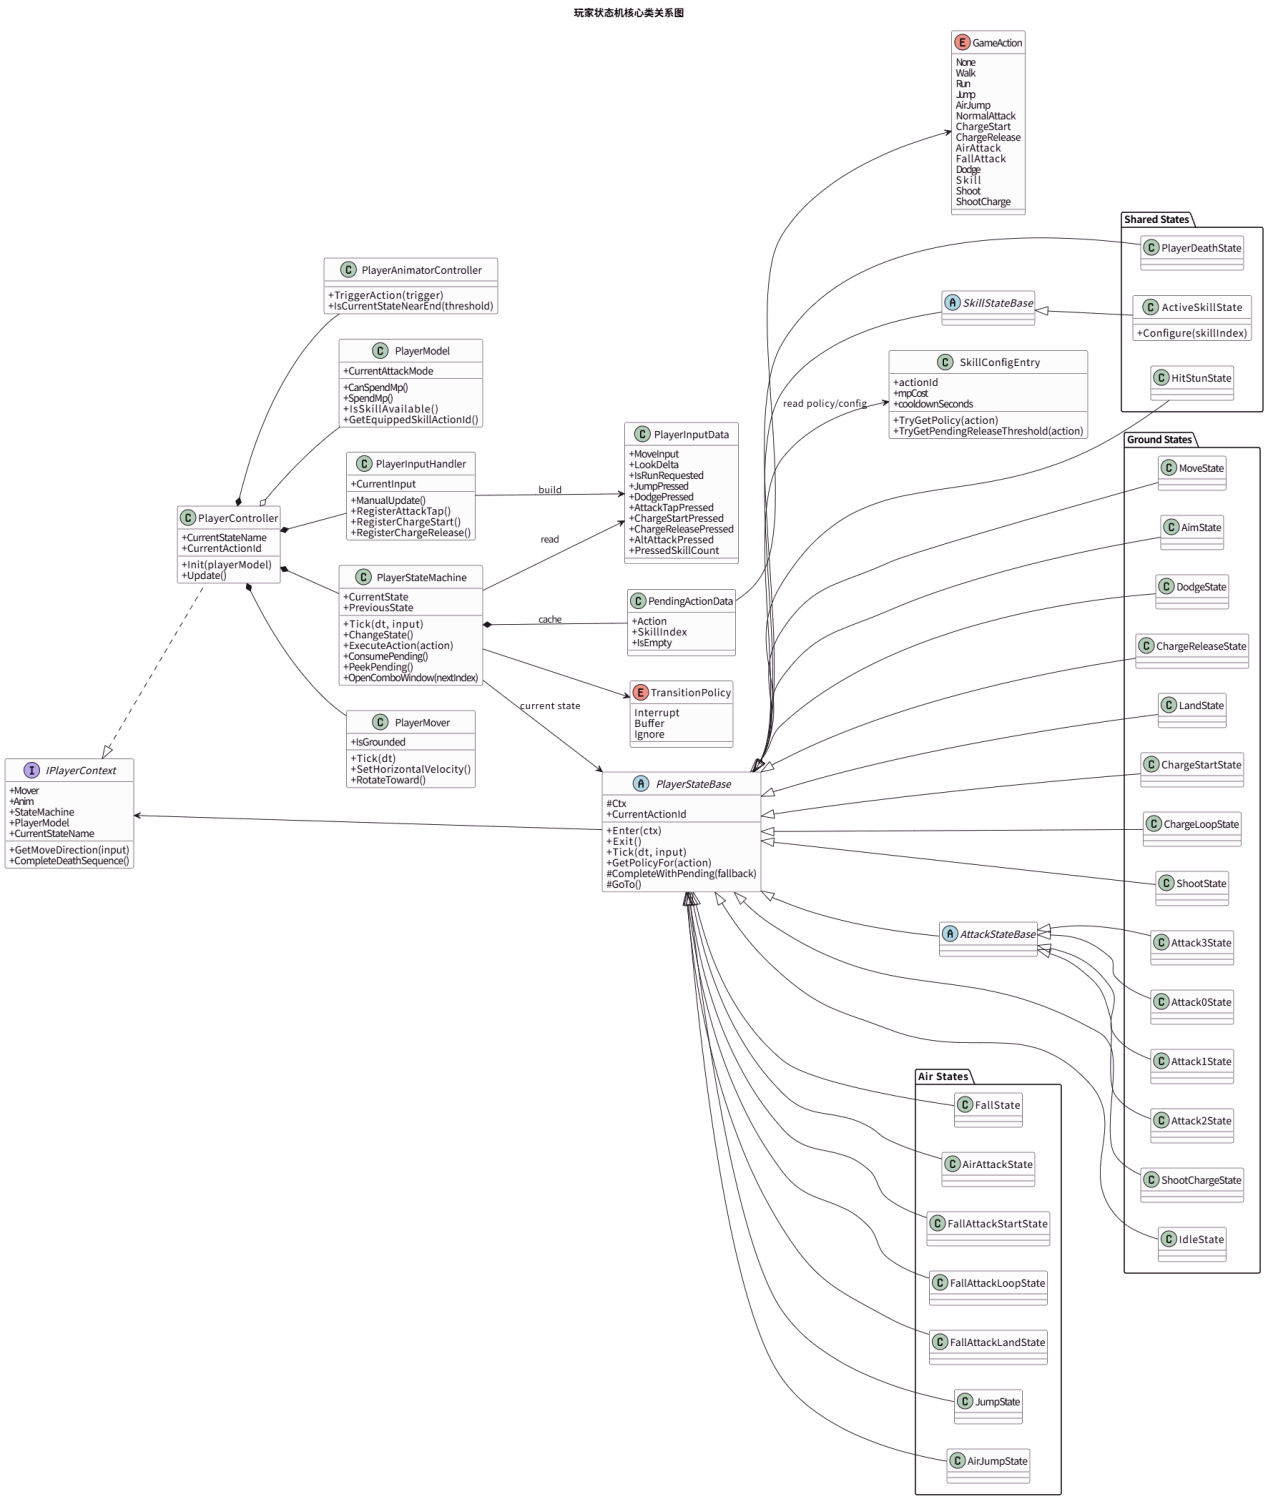 玩家状态机核心类关系图
E GameAction
None
Walk
Run
Jump
AirJump
NormalAttack
ChargeStart
ChargeRelease
AirAttack
FallAttack
Dodge
Skill
Shoot
ShootCharge
Shared States
C PlayerDeathState
C ActiveSkillState
+Configure(skillIndex)
C HitStunState
A SkillStateBase
C SkillConfigEntry
+actionId
+mpCost
+cooldownSeconds
+TryGetPolicy(action)
+TryGetPendingReleaseThreshold(action)
read policy/config
C PlayerAnimatorController
+TriggerAction(trigger)
+IsCurrentStateNearEnd(threshold)
C PlayerModel
+CurrentAttackMode
+CanSpendMp()
+SpendMp()
+IsSkillAvailable()
+GetEquippedSkillActionId()
C PlayerInputHandler
+CurrentInput
+ManualUpdate()
+RegisterAttackTap()
+RegisterChargeStart()
+RegisterChargeRelease()
build
C PlayerInputData
+MoveInput
+LookDelta
+IsRunRequested
+JumpPressed
+DodgePressed
+AttackTapPressed
+ChargeStartPressed
+ChargeReleasePressed
+AltAttackPressed
+PressedSkillCount
C PlayerController
+CurrentStateName
+CurrentActionId
+Init(playerModel)
+Update()
C PlayerStateMachine
+CurrentState
+PreviousState
+Tick(dt, input)
+ChangeState()
+ExecuteAction(action)
+ConsumePending()
+PeekPending()
+OpenComboWindow(nextIndex)
read
cache
current state
C PendingActionData
+Action
+SkillIndex
+IsEmpty
E TransitionPolicy
Interrupt
Buffer
Ignore
C PlayerMover
+IsGrounded
+Tick(dt)
+SetHorizontalVelocity()
+RotateToward()
I IPlayerContext
+Mover
+Anim
+StateMachine
+PlayerModel
+CurrentStateName
+GetMoveDirection(input)
+CompleteDeathSequence()
A PlayerStateBase
#Ctx
+CurrentActionId
+Enter(ctx)
+Exit()
+Tick(dt, input)
+GetPolicyFor(action)
#CompleteWithPending(fallback)
#GoTo()
A AttackStateBase
Ground States
C MoveState
C AimState
C DodgeState
C ChargeReleaseState
C LandState
C ChargeStartState
C ChargeLoopState
C ShootState
C Attack3State
C Attack0State
C Attack1State
C Attack2State
C ShootChargeState
C IdleState
Air States
C FallState
C AirAttackState
C FallAttackStartState
C FallAttackLoopState
C FallAttackLandState
C JumpState
C AirJumpState